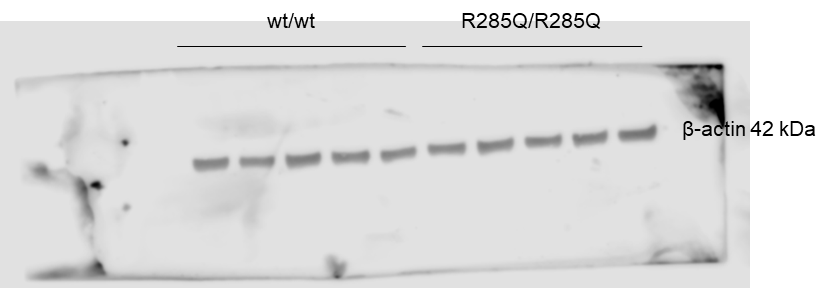 wt/wt
R285Q/R285Q
β-actin 42 kDa